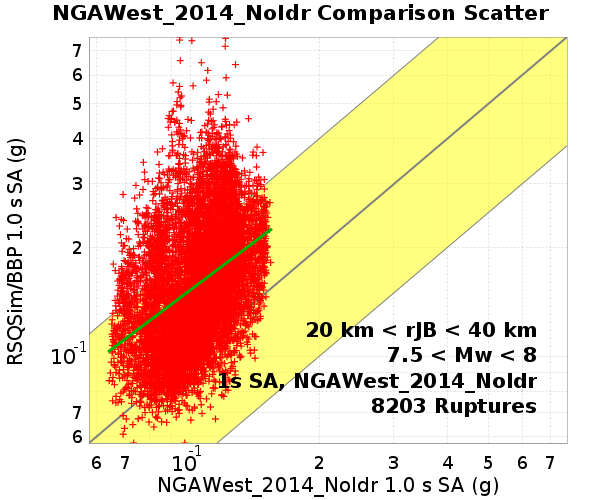 NGAWest_2014_NoIdr Comparison Scatter
RSQSim/BBP 1.0 s SA (g)
7
6
5
4
3
2
10-1
7
6
20 km < rJB < 40 km
7.5 < Mw < 8
1s SA, NGAWest_2014_NoIdr
8203 Ruptures
6 7 10-1 2 3 4 5 6 7
NGAWest_2014_NoIdr 1.0 s SA (g)